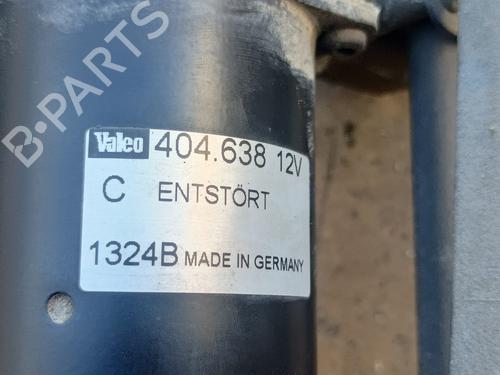 B-PARTS
Valeo 404.638 12V
C ENTSTÖRT
1324B MADE IN GERMANY